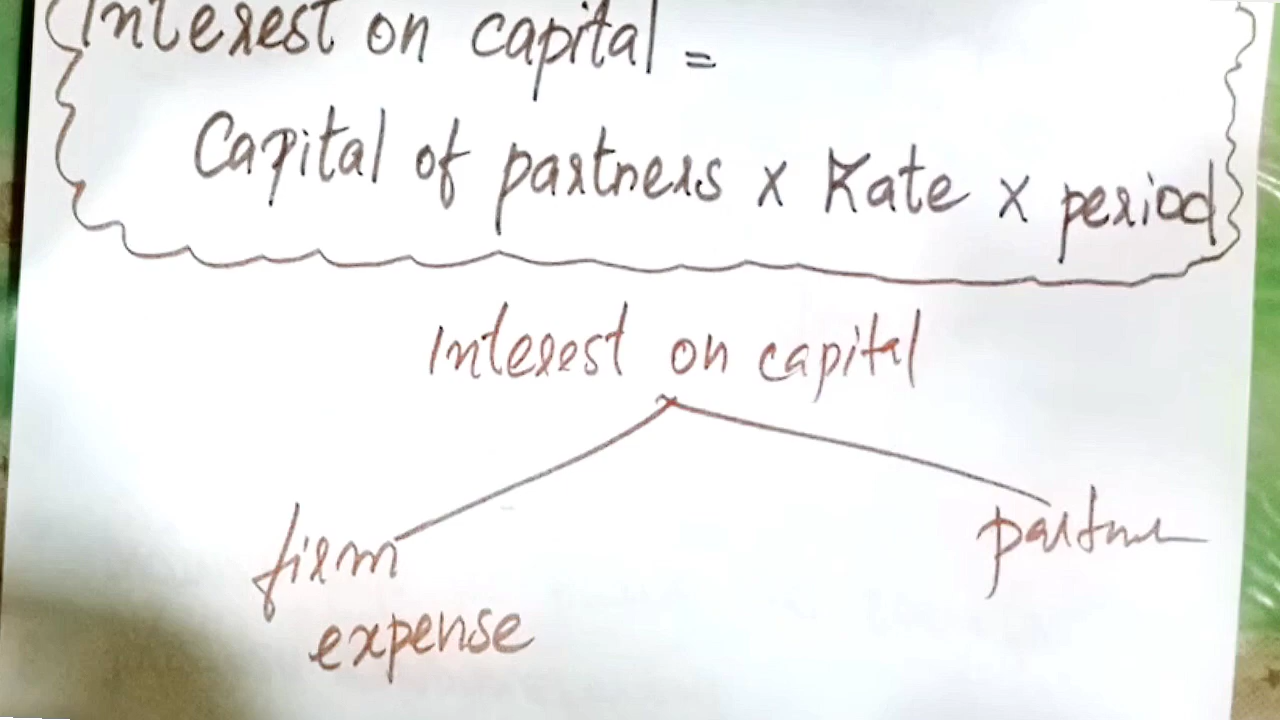 Interest on capital =
Capital of partners x Rate x period
Interest on capital
firm
partner
expense